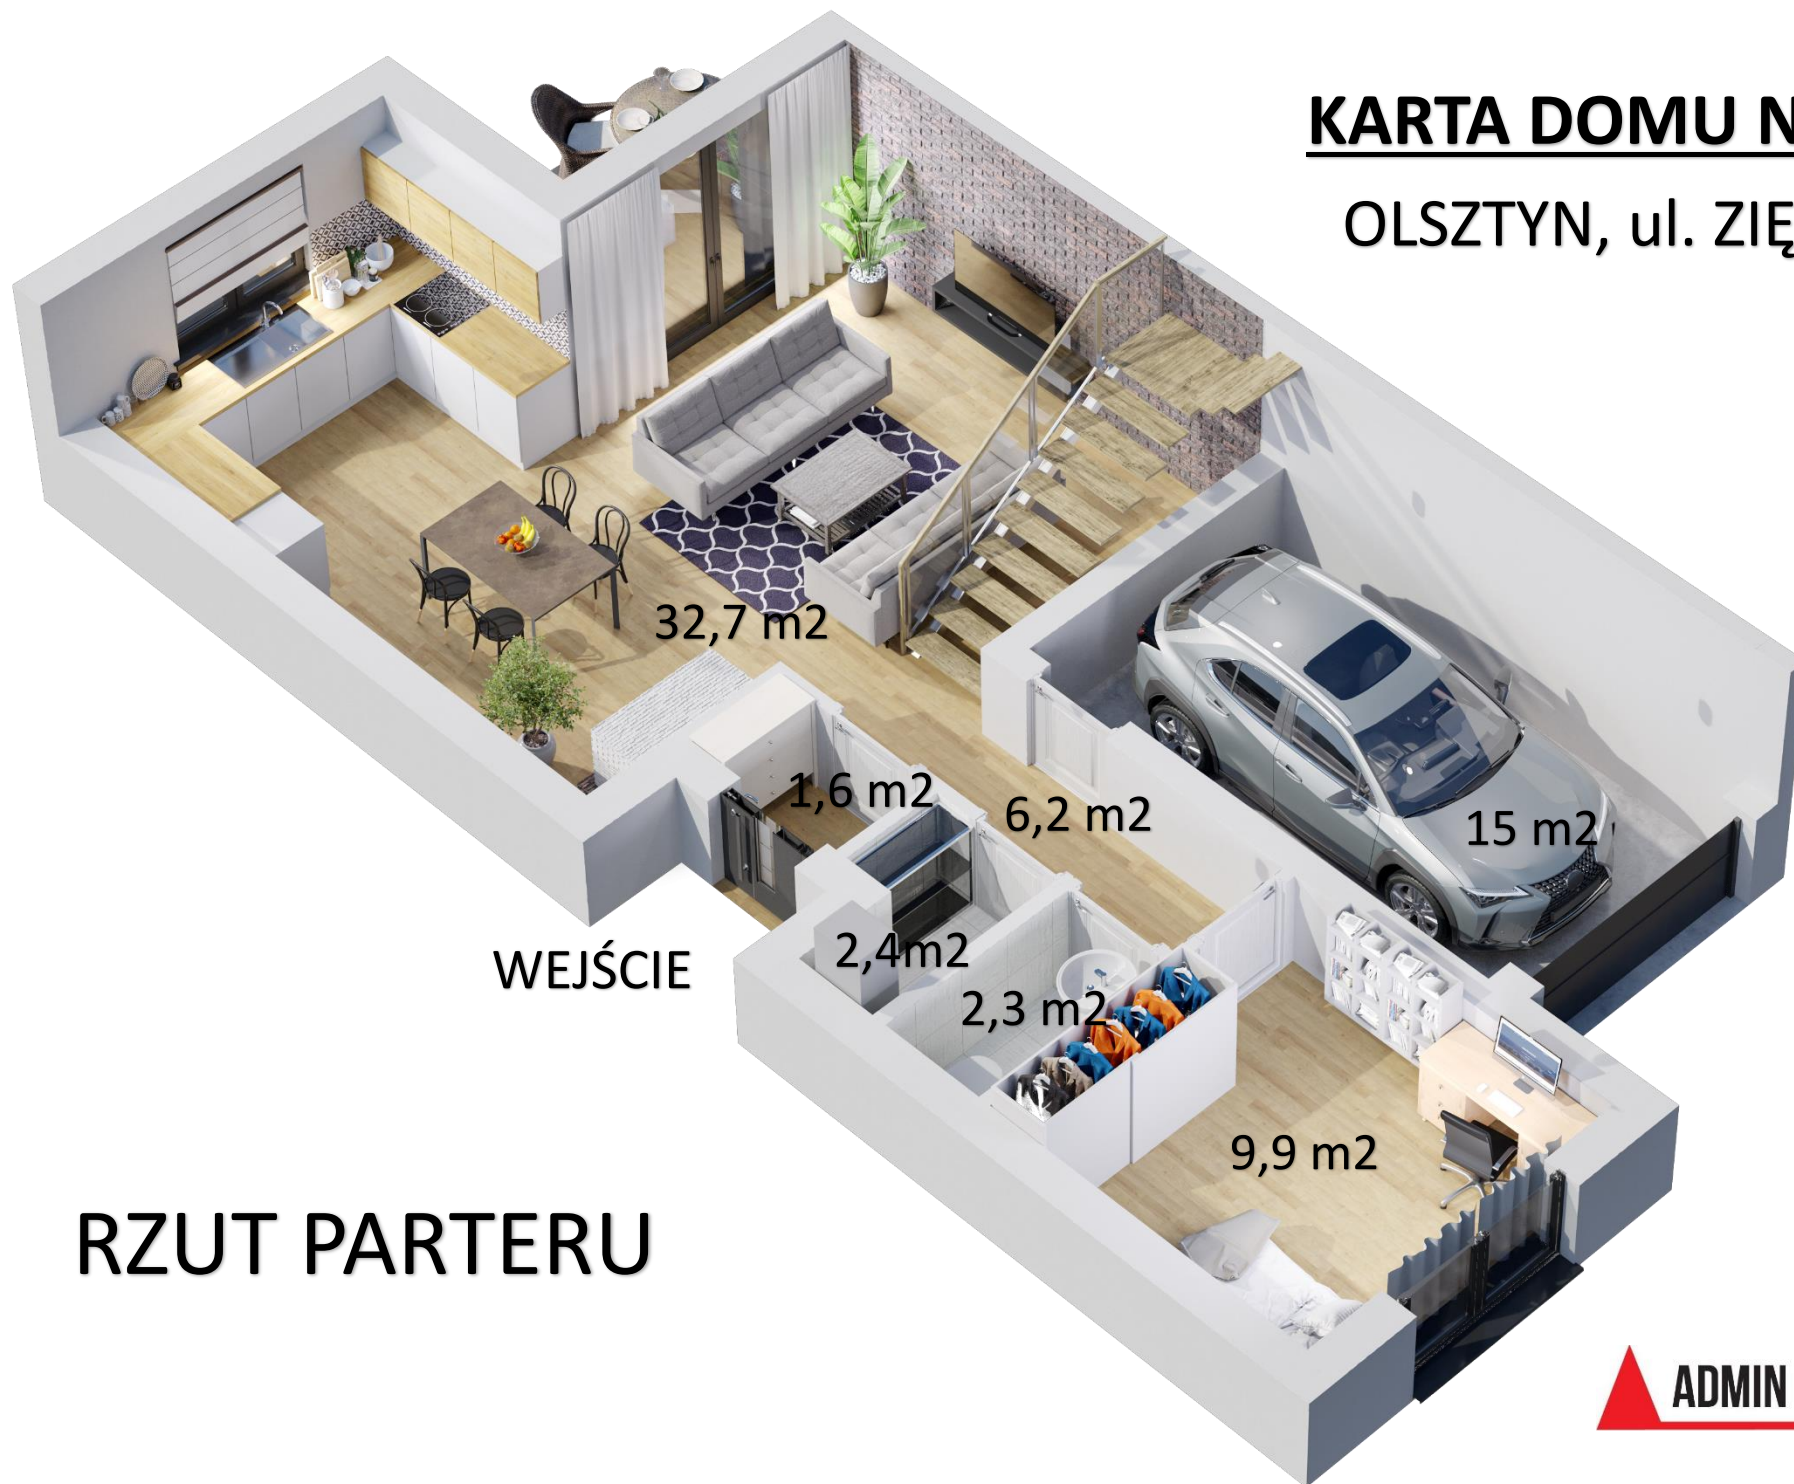 KARTA DOMU N
OLSZTYN, ul. ZIĘ
32,7 m2
1,6 m2
6,2 m2
15 m2
2,4m2
WEJŚCIE
2,3 m2
9,9 m2
RZUT PARTERU
ADMIN